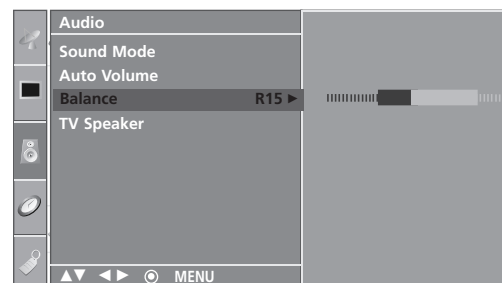 Audio
Sound Mode
Auto Volume
Balance R15 ►
TV Speaker
▲▼ ◄► ◉ MENU